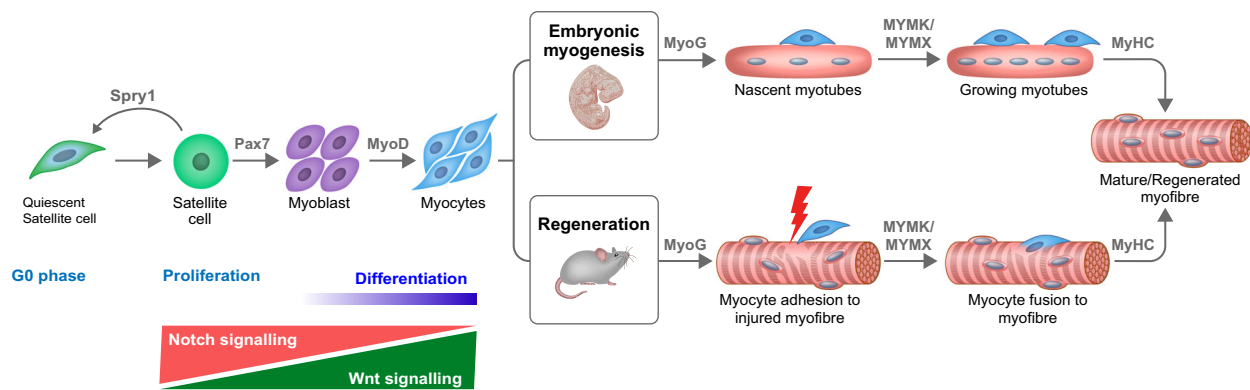 Spry1
Quiescent
Satellite cell
Pax7
Satellite
cell
MyoD
Myoblast
Myocytes
G0 phase
Proliferation
Differentiation
Notch signalling
Wnt signalling
Embryonic
myogenesis
MyoG
Nascent myotubes
MYMK/
MYMX
Growing myotubes
MyHC
Regeneration
MyoG
Myocyte adhesion to
injured myofibre
MYMK/
MYMX
Myocyte fusion to
myofibre
MyHC
Mature/Regenerated
myofibre